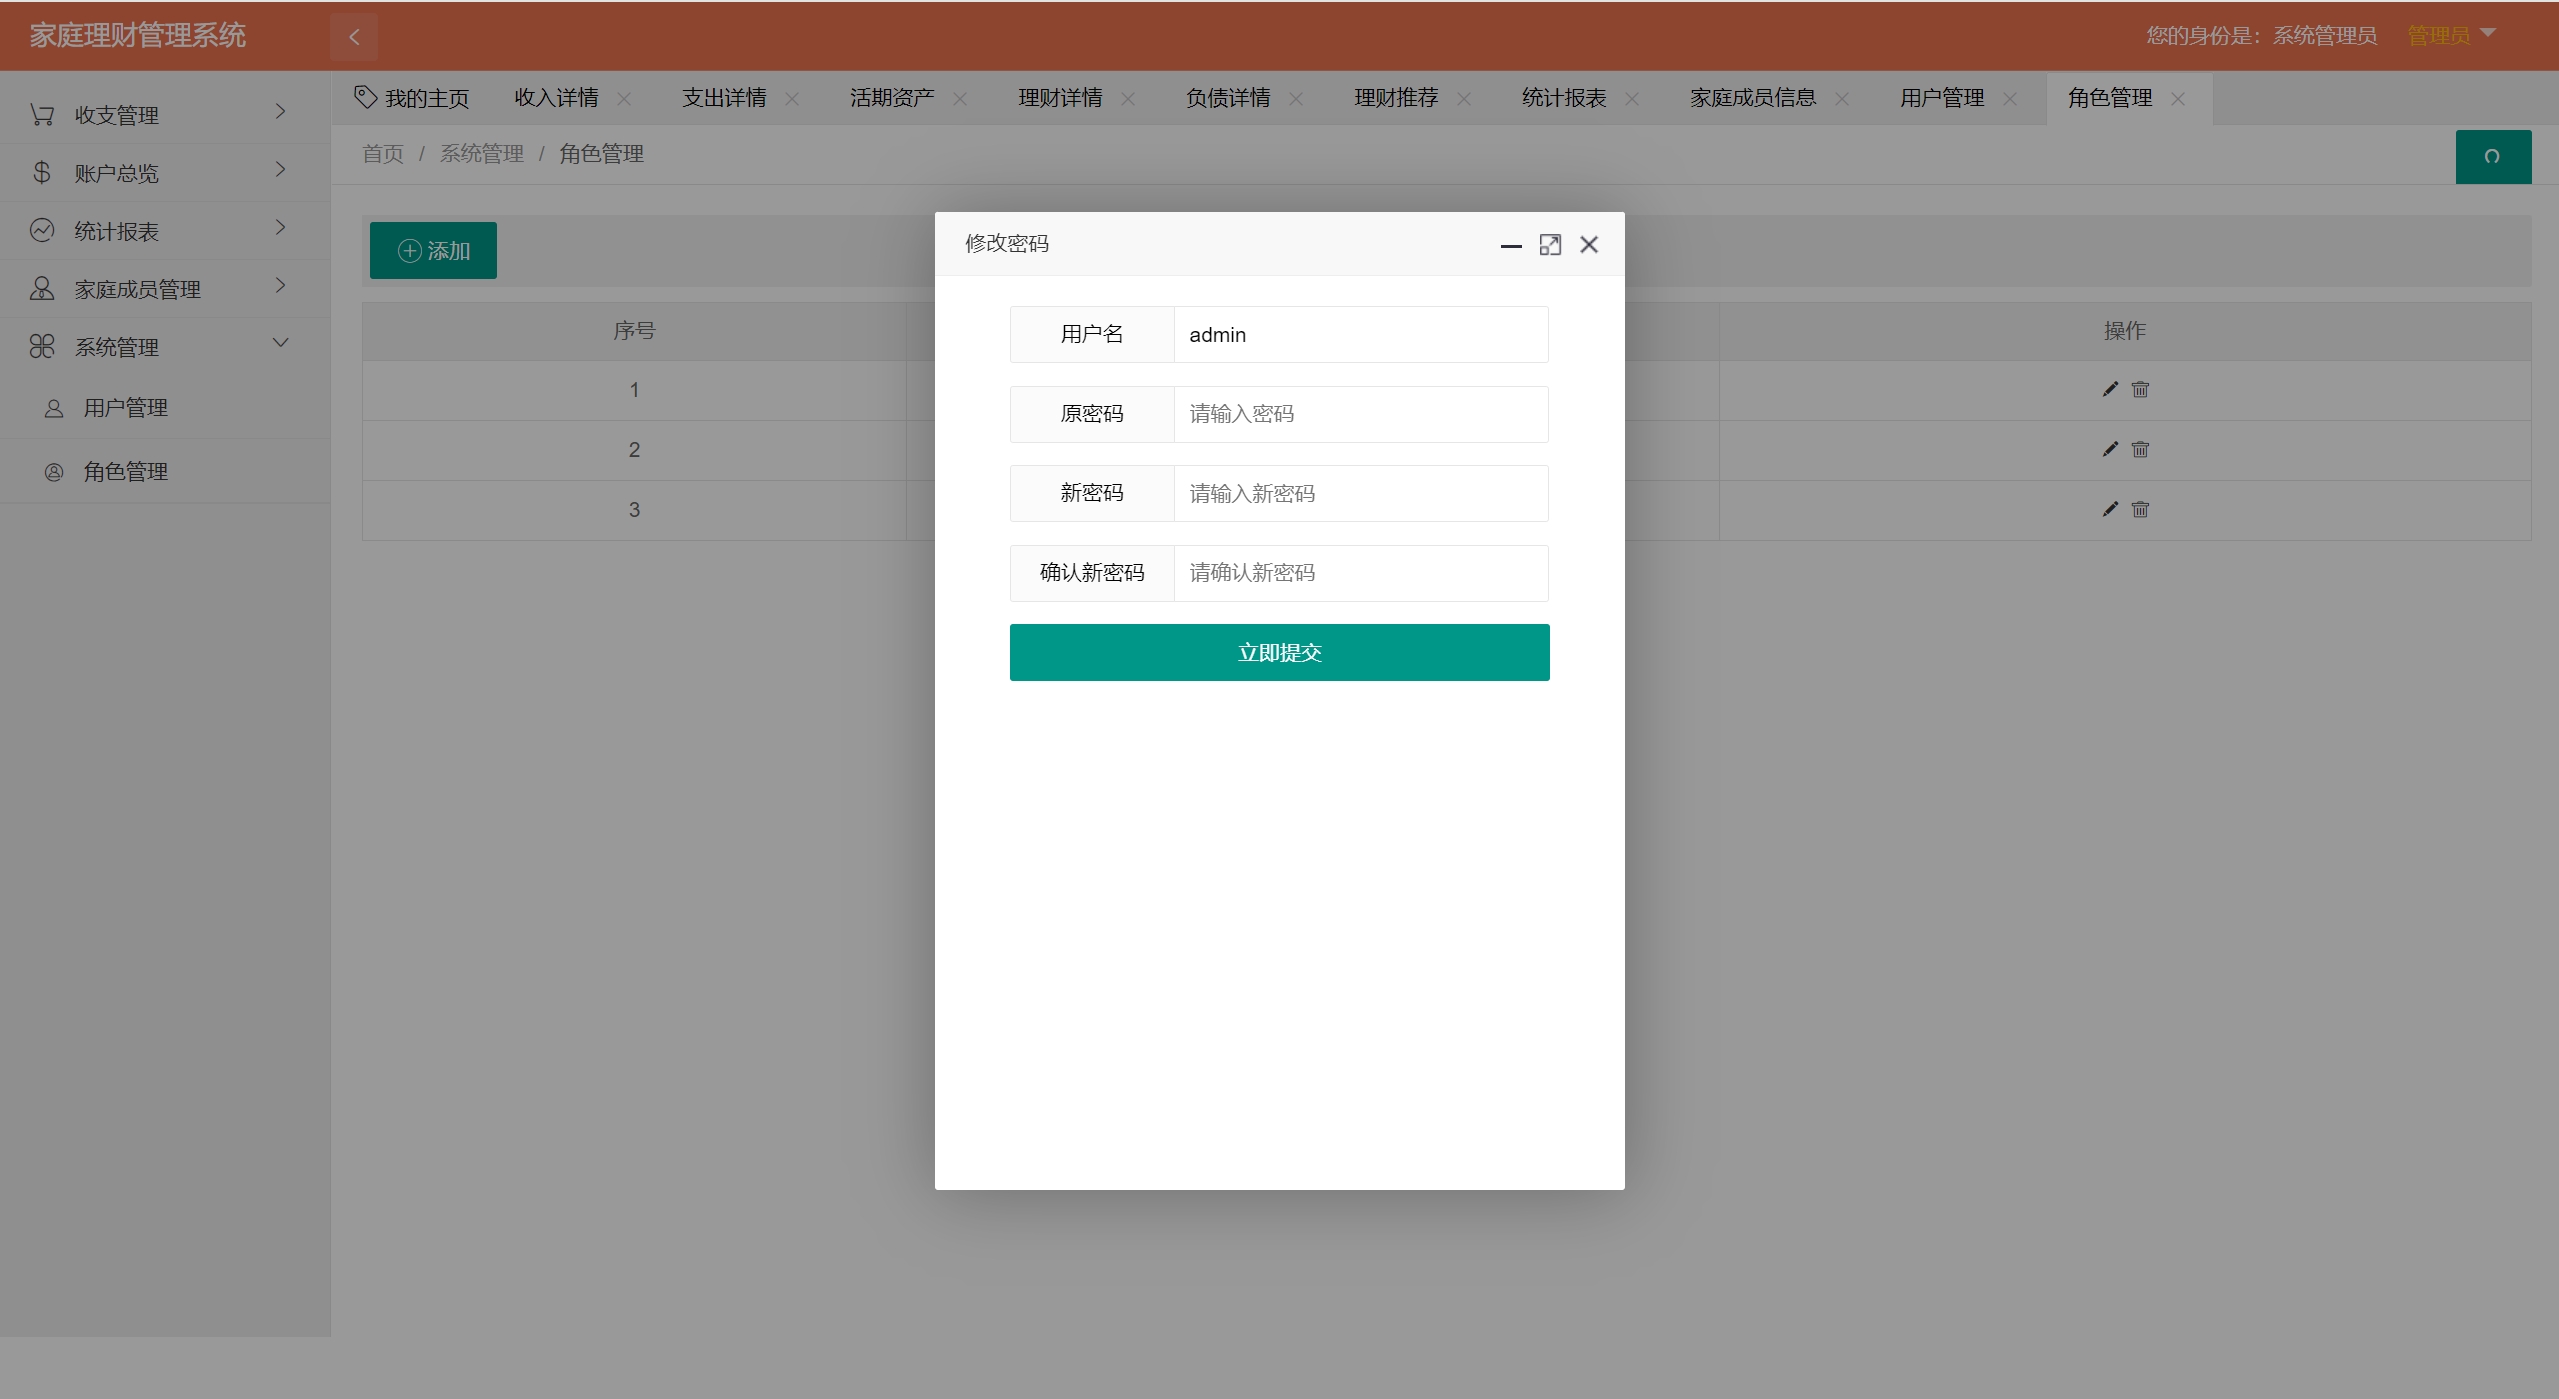 家庭理财管理系统
您的身份是：系统管理员 管理员
我的主页 收入详情 支出详情 活期资产 理财详情 负债详情 理财推荐 统计报表 家庭成员信息 用户管理 角色管理
首页 / 系统管理 / 角色管理
收支管理
账户总览
统计报表
家庭成员管理
系统管理
用户管理
角色管理
添加
序号 操作
1
2
3
修改密码
用户名 admin
原密码 请输入密码
新密码 请输入新密码
确认新密码 请确认新密码
立即提交